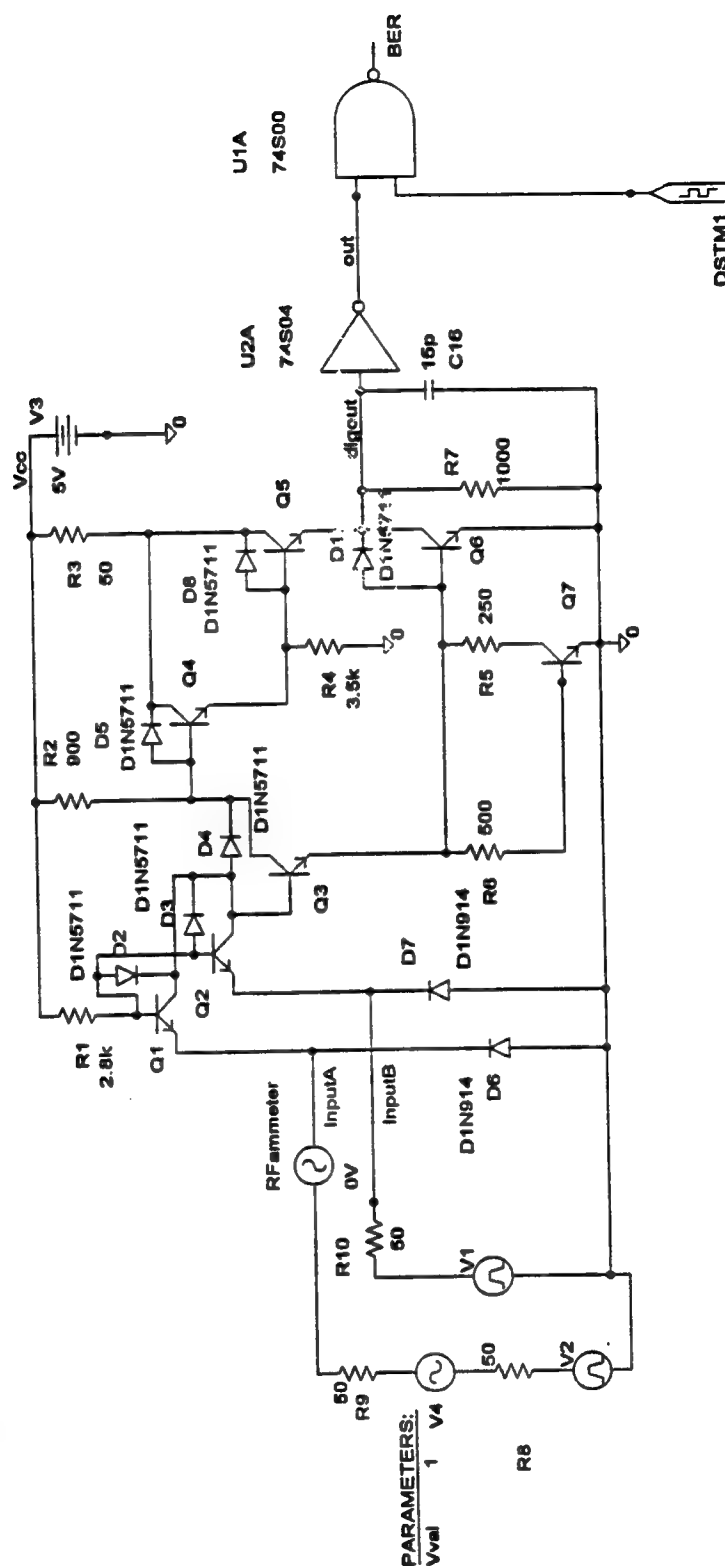 PARAMETERS:
Vval 1
V4
50
R9
R8
50
V2
V1
R10
50
RFammeter
0V
InputA
InputB
D1N914
D6
D7
D1N914
R1
2.8k
Q1
D1N5711
D2
Q2
D3
D1N5711
D4
D1N5711
Q3
R2
900
D5
D1N5711
Q4
R6
500
R4
3.5k
0
R3
50
D8
D1N5711
Q5
Vcc
5V
V3
0
D1N5711
Q6
R5
250
Q7
0
R7
1000
digout
15p
C16
U2A
74S04
out
U1A
74S00
BER
DSTM1